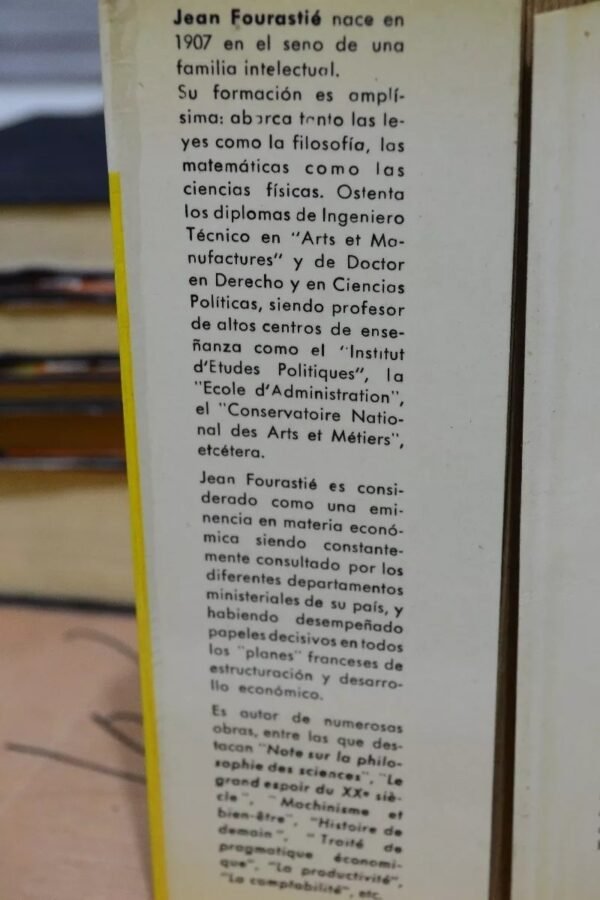 Jean Fourastié nace en
1907 en el seno de una
familia intelectual.
Su formación es amplí-
sima: abarca tanto las le-
yes como la filosofía, las
matemáticas como las
ciencias físicas. Ostenta
los diplomas de Ingeniero
Técnico en "Arts et Ma-
nufactures" y de Doctor
en Derecho y en Ciencias
Políticas, siendo profesor
de altos centros de ense-
ñanza como el "Institut
d'Etudes Politiques", la
"Ecole d'Administration",
el "Conservatoire Natio-
nal des Arts et Métiers",
etcétera.
Jean Fourastié es consi-
derado como una emi-
nencia en materia econó-
mica siendo constante-
mente consultado por los
diferentes departamentos
ministeriales de su país, y
habiendo desempeñado
papeles decisivos en todos
los "planes" franceses de
estructuración y desarro-
llo económico.
Es autor de numerosas
obras, entre las que des-
tacan "Note sur la philo-
sophie des sciences", "Le
grand espoir du XXe siè-
cle", "Machinisme et
bien-être", "Histoire de
demain", "Traité de
pragmatique économi-
que", "La productivité",
"La comptabilité", etc.